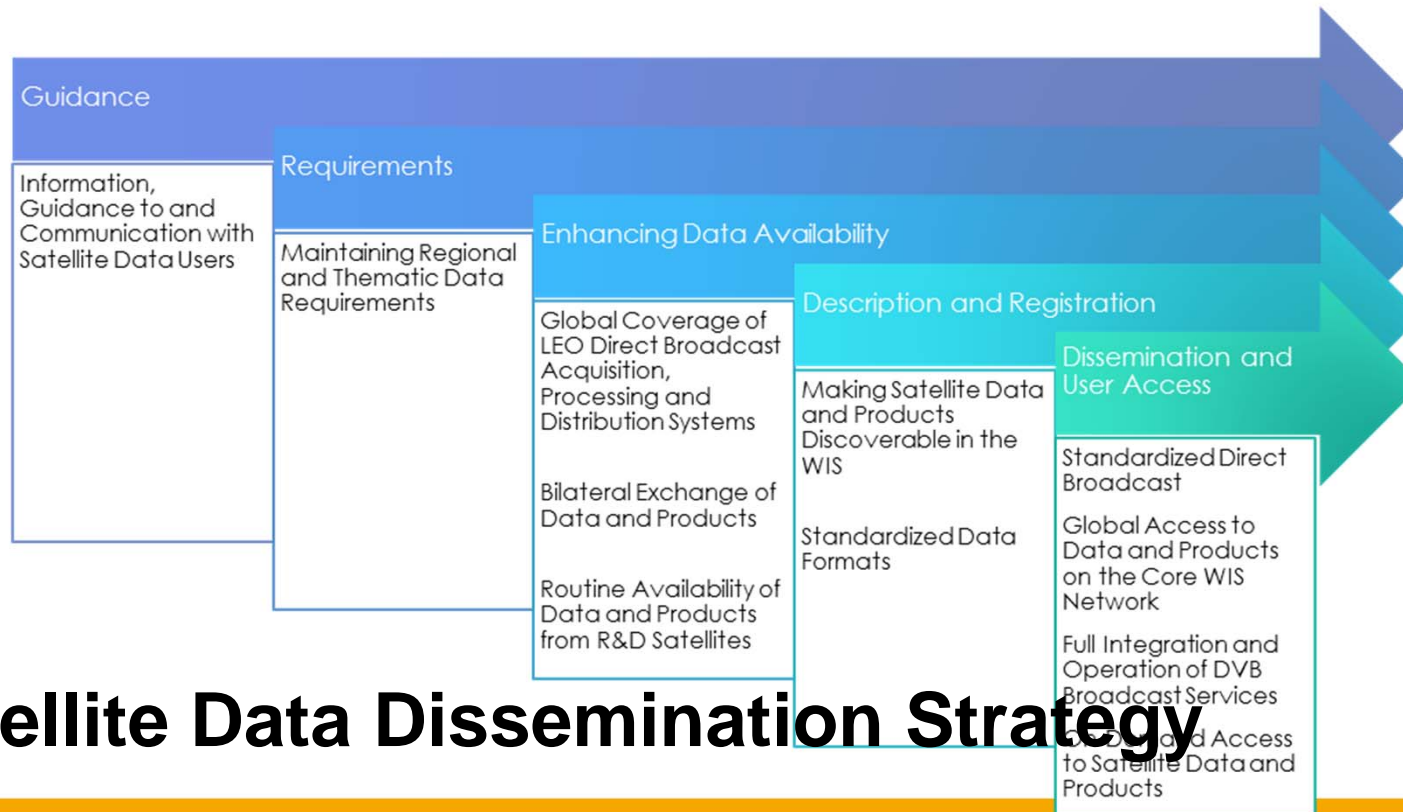 Guidance
Information,
Guidance to and
Communication with
Satellite Data Users
Requirements
Maintaining Regional
and Thematic Data
Requirements
Enhancing Data Availability
Global Coverage of
LEO Direct Broadcast
Acquisition,
Processing and
Distribution Systems
Bilateral Exchange of
Data and Products
Routine Availability of
Data and Products
from R&D Satellites
Description and Registration
Making Satellite Data
and Products
Discoverable in the
WIS
Standardized Data
Formats
Dissemination and
User Access
Standardized Direct
Broadcast
Global Access to
Data and Products
on the Core WIS
Network
Full Integration and
Operation of DVB
Broadcast Services
On-Demand Access
to Satellite Data and
Products
ellite Data Dissemination Strategy